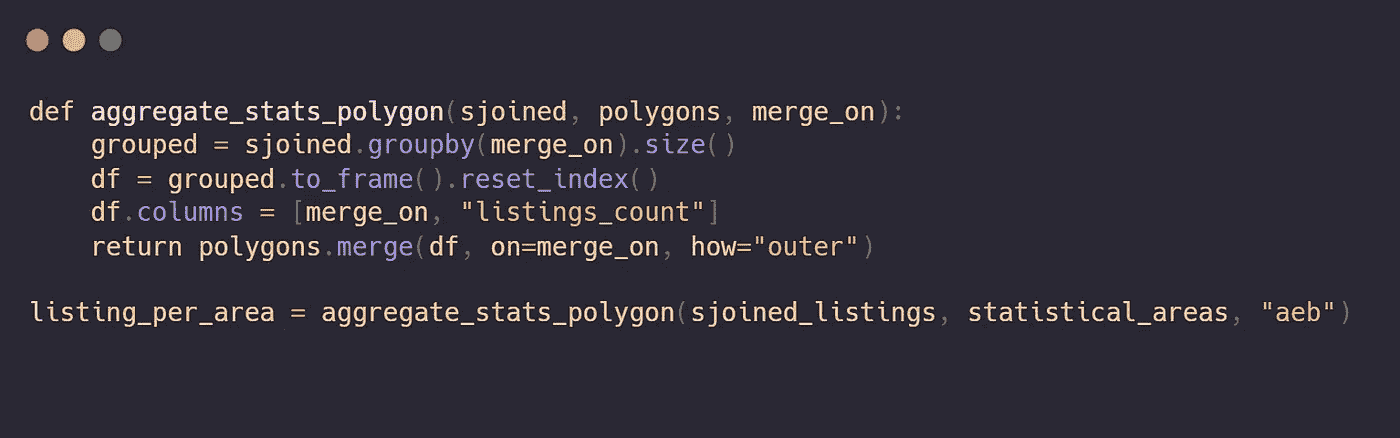 def aggregate_stats_polygon(sjoined, polygons, merge_on):
    grouped = sjoined.groupby(merge_on).size()
    df = grouped.to_frame().reset_index()
    df.columns = [merge_on, "listings_count"]
    return polygons.merge(df, on=merge_on, how="outer")
listing_per_area = aggregate_stats_polygon(sjoined_listings, statistical_areas, "aeb")